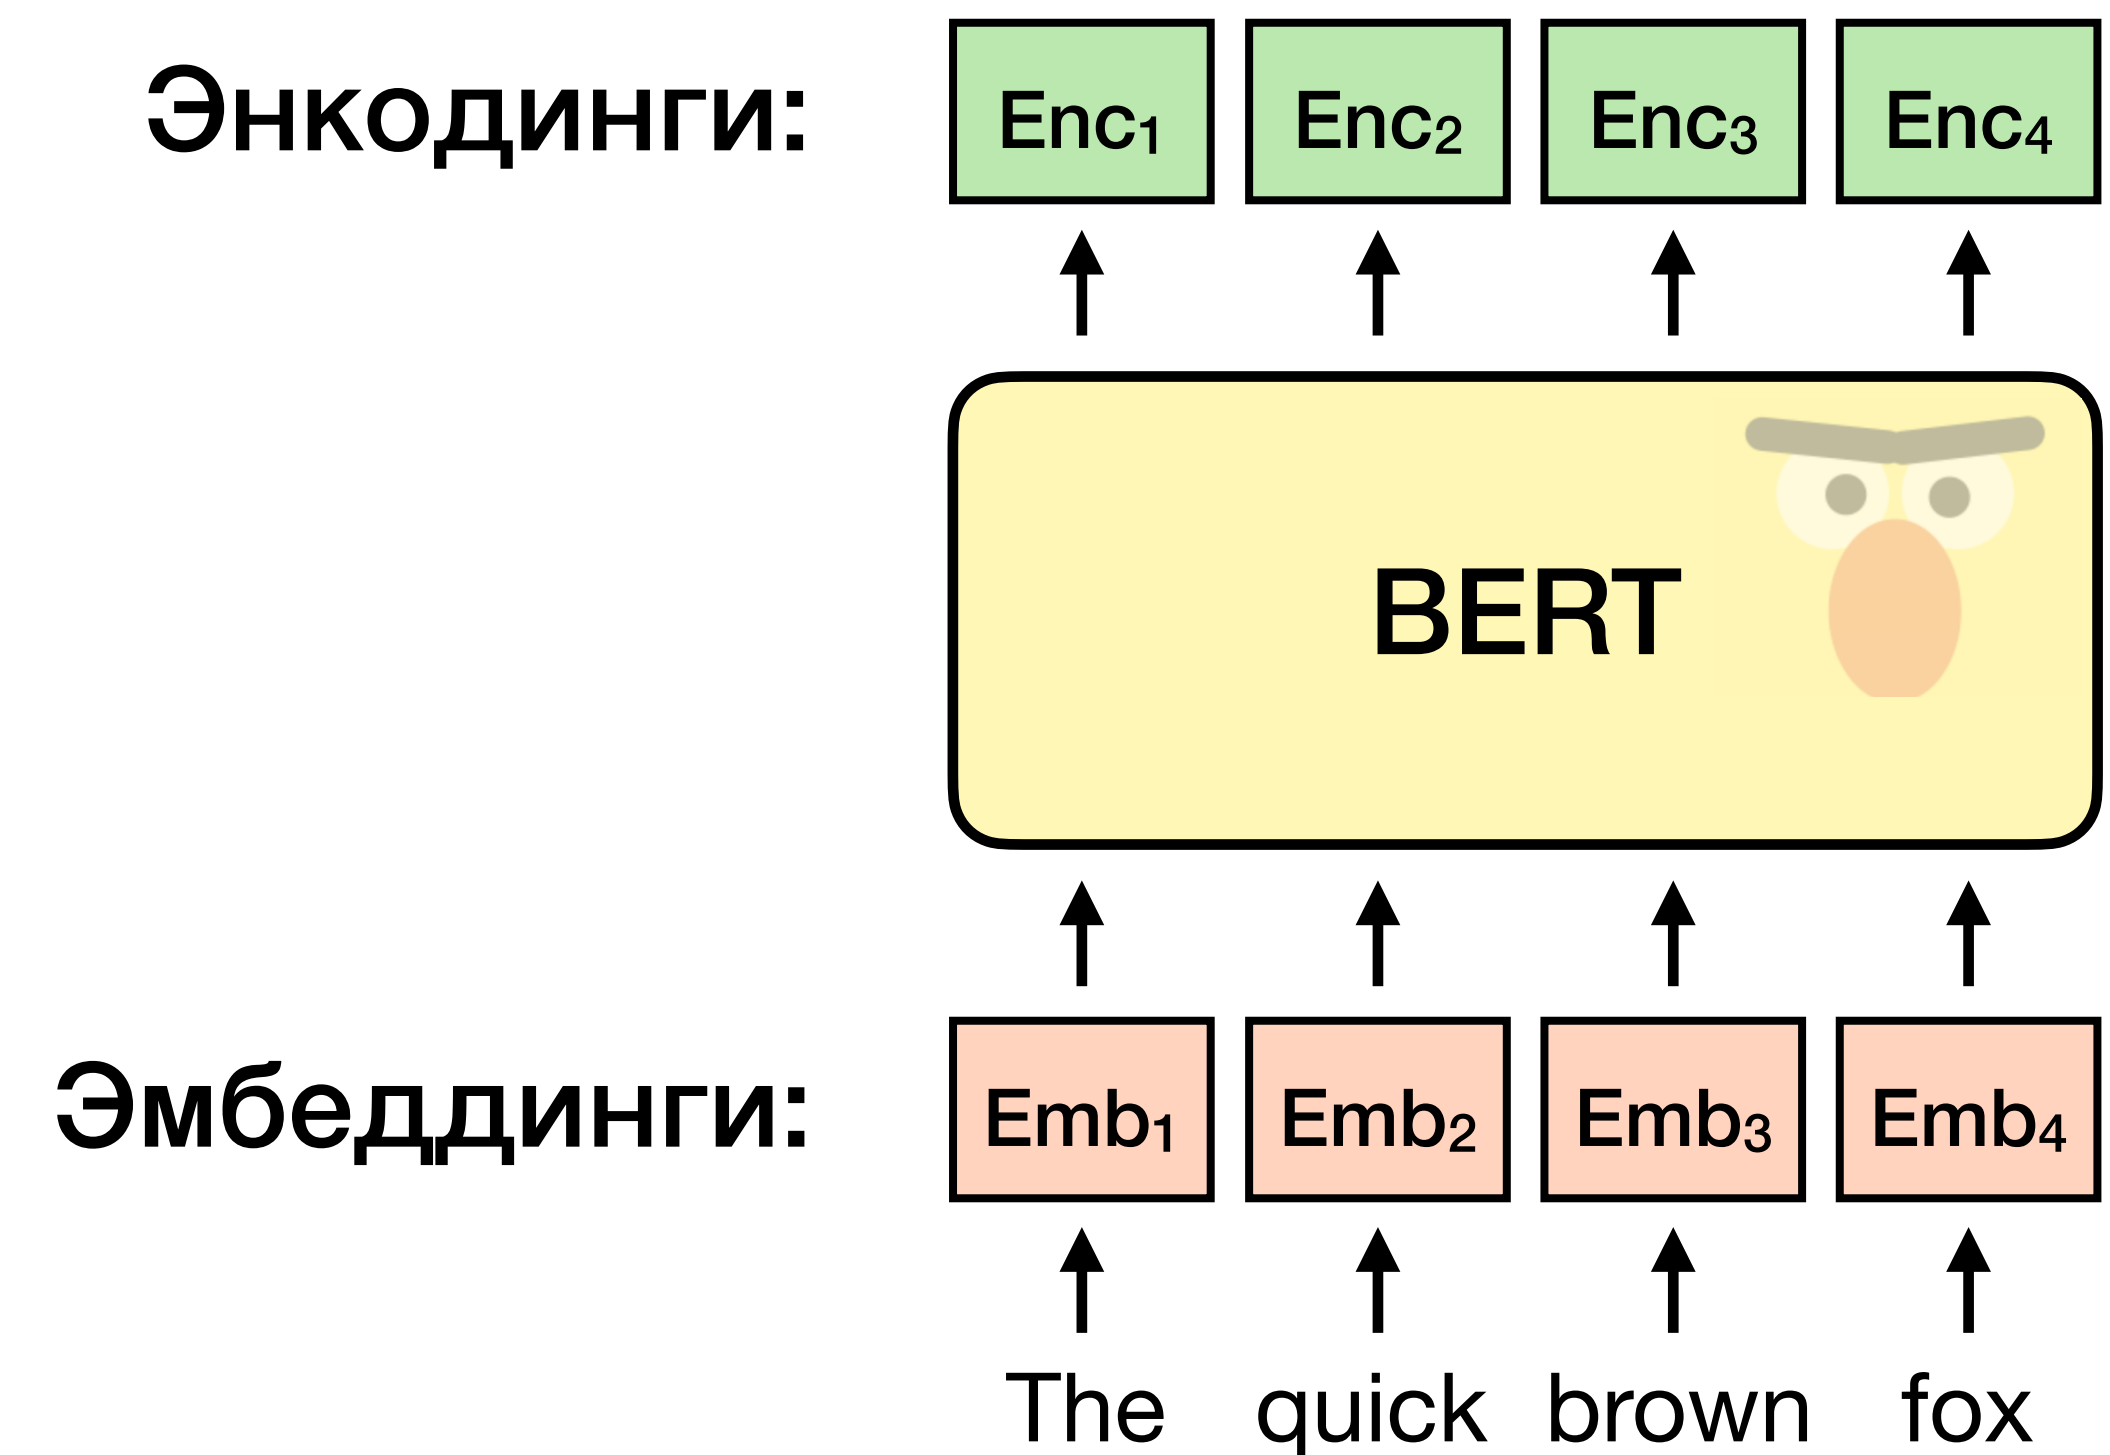 Энкодинги: Enc₁ Enc₂ Enc₃ Enc₄
BERT
Эмбеддинги: Emb₁ Emb₂ Emb₃ Emb₄
The quick brown fox